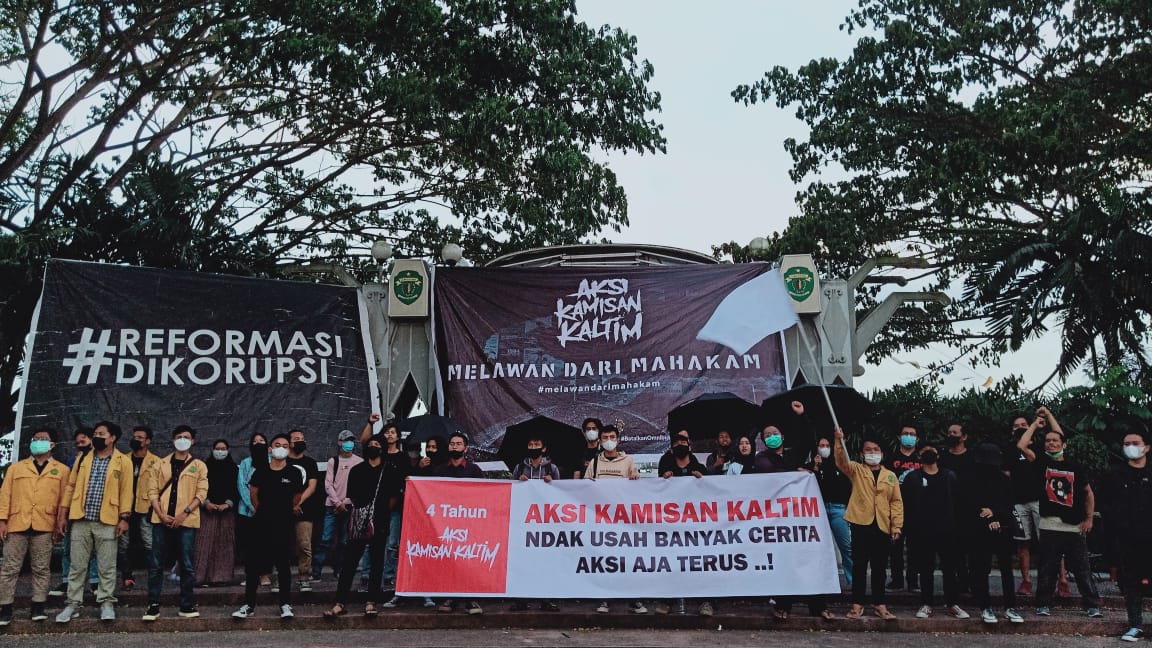 #REFORMASI
DIKORUPSI
AKSI
KAMISAN
KALTIM
MELAWAN DARI MAHAKAM
#melawandarimahakam
4 Tahun
AKSI
KAMISAN KALTIM
AKSI KAMISAN KALTIM
NDAK USAH BANYAK CERITA
AKSI AJA TERUS ..!